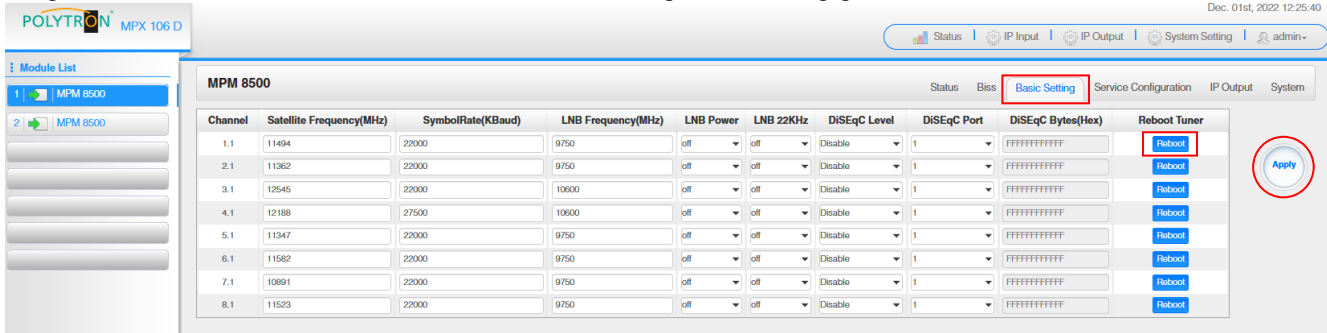 Dec. 01st, 2022 12:25:40
POLYTRON MPX 106 D
Status | IP Input | IP Output | System Setting | admin
Module List
1 | MPM 8500
2 | MPM 8500
MPM 8500
Status Biss Basic Setting Service Configuration IP Output System
Channel Satellite Frequency(MHz) SymbolRate(KBaud) LNB Frequency(MHz) LNB Power LNB 22KHz DiSEqC Level DiSEqC Port DiSEqC Bytes(Hex) Reboot Tuner
1.1 11494 22000 9750 off off Disable 1 FFFFFFFFFFFF Reboot
2.1 11362 22000 9750 off off Disable 1 FFFFFFFFFFFF Reboot
3.1 12545 22000 10600 off off Disable 1 FFFFFFFFFFFF Reboot
4.1 12188 27500 10600 off off Disable 1 FFFFFFFFFFFF Reboot
5.1 11347 22000 9750 off off Disable 1 FFFFFFFFFFFF Reboot
6.1 11582 22000 9750 off off Disable 1 FFFFFFFFFFFF Reboot
7.1 10891 22000 9750 off off Disable 1 FFFFFFFFFFFF Reboot
8.1 11523 22000 9750 off off Disable 1 FFFFFFFFFFFF Reboot
Apply